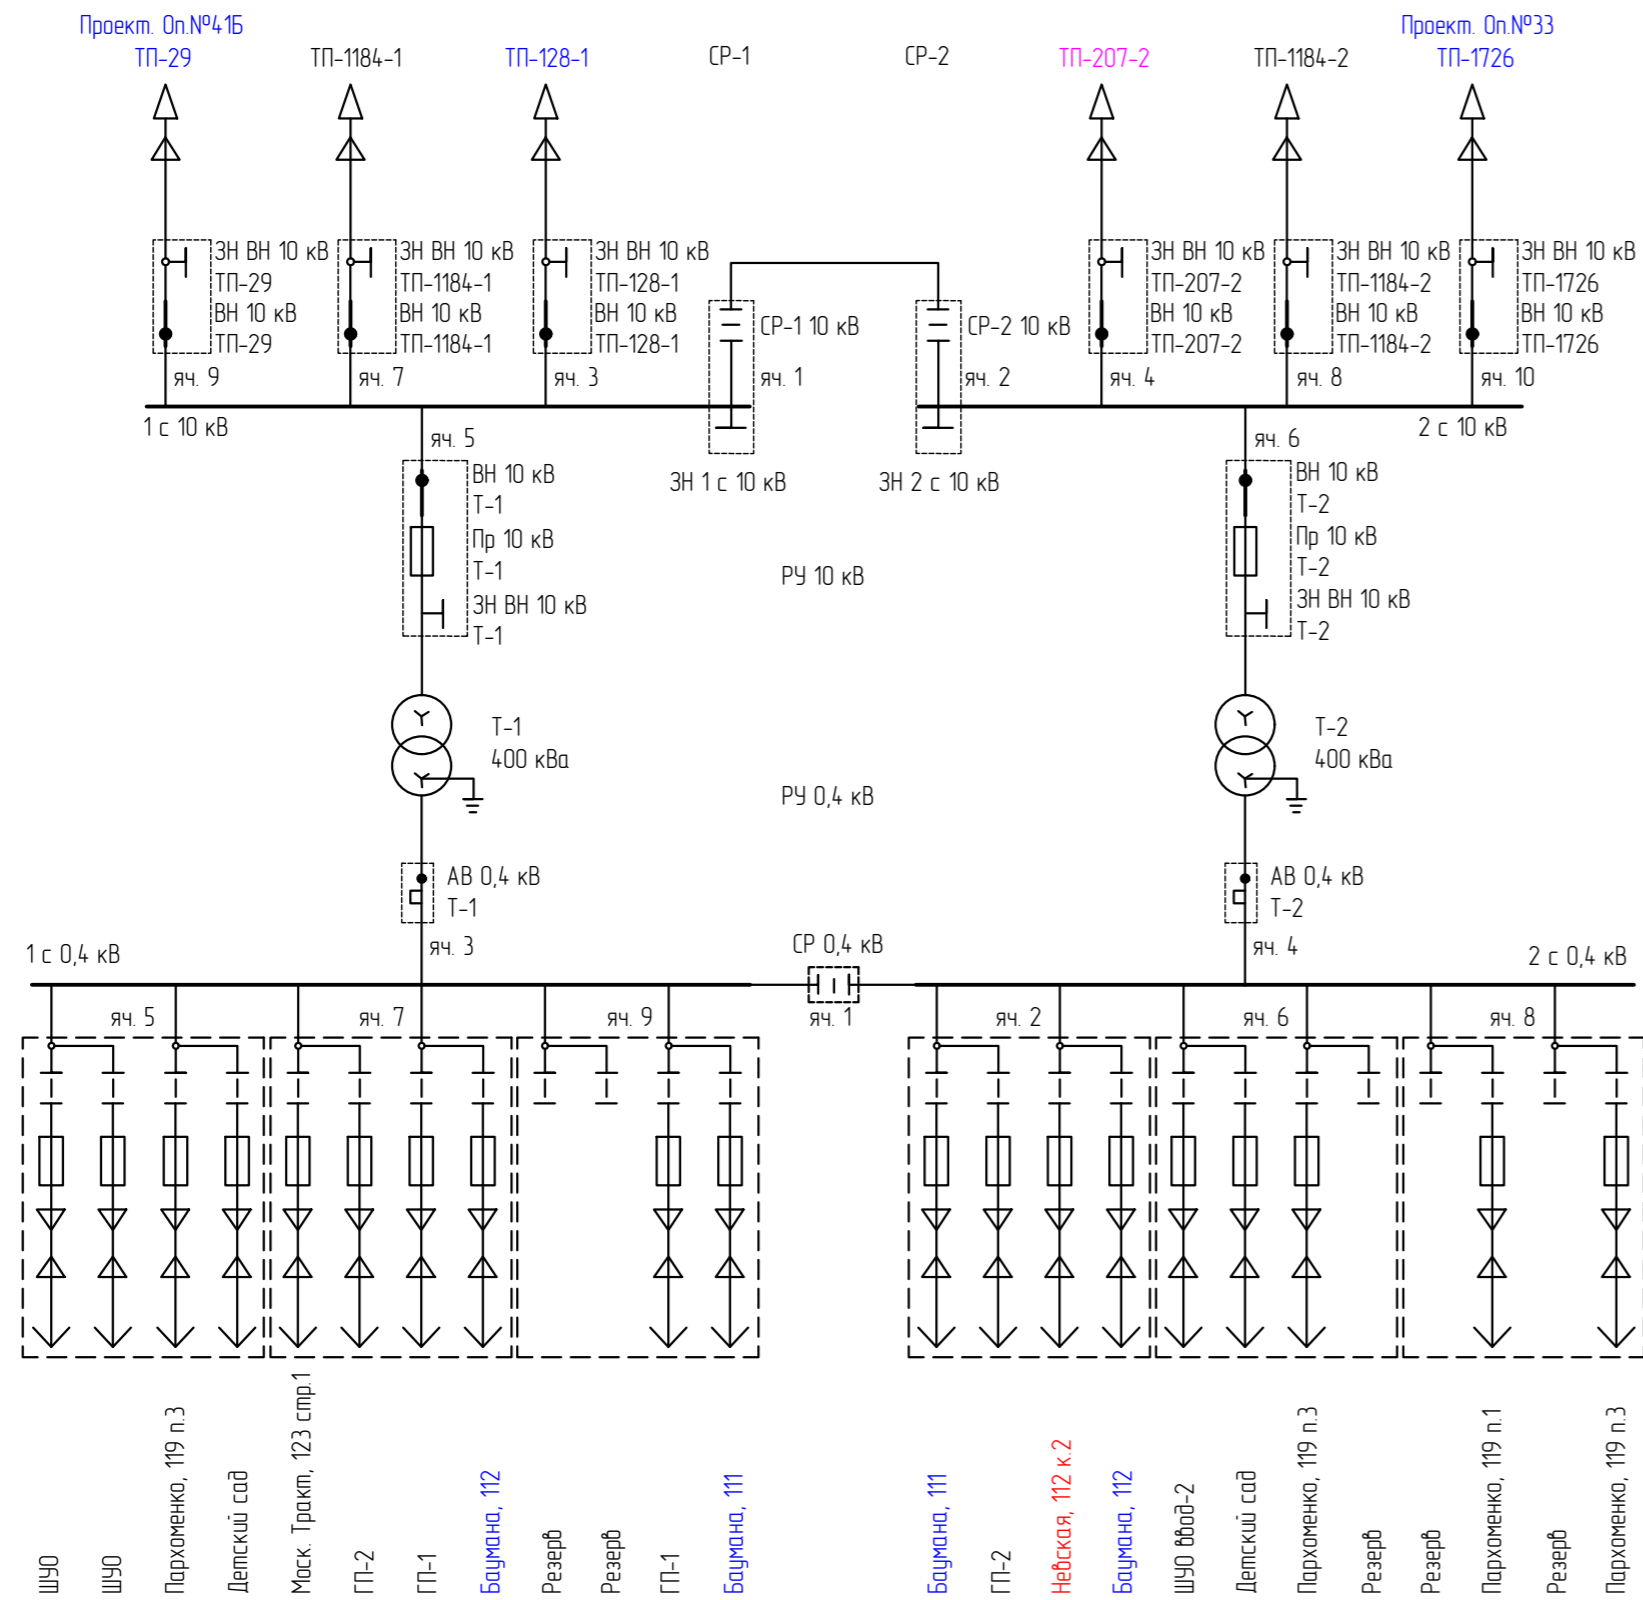 Проект. Оп.№41Б
Проект. Оп.№33
ТП-29
ТП-1184-1
ТП-128-1
СР-1
СР-2
ТП-207-2
ТП-1184-2
ТП-1726
ЗН ВН 10 кВ
ТП-29
ВН 10 кВ
ТП-29
яч. 9
ЗН ВН 10 кВ
ТП-1184-1
ВН 10 кВ
ТП-1184-1
яч. 7
ЗН ВН 10 кВ
ТП-128-1
ВН 10 кВ
ТП-128-1
яч. 3
СР-1 10 кВ
яч. 1
СР-2 10 кВ
яч. 2
ЗН ВН 10 кВ
ТП-207-2
ВН 10 кВ
ТП-207-2
яч. 4
ЗН ВН 10 кВ
ТП-1184-2
ВН 10 кВ
ТП-1184-2
яч. 8
ЗН ВН 10 кВ
ТП-1726
ВН 10 кВ
ТП-1726
яч. 10
1 с 10 кВ
2 с 10 кВ
яч. 5
ВН 10 кВ
Т-1
Пр 10 кВ
Т-1
ЗН ВН 10 кВ
Т-1
ЗН 1 с 10 кВ
ЗН 2 с 10 кВ
яч. 6
ВН 10 кВ
Т-2
Пр 10 кВ
Т-2
ЗН ВН 10 кВ
Т-2
РУ 10 кВ
Т-1
400 кВа
Т-2
400 кВа
РУ 0,4 кВ
АВ 0,4 кВ
Т-1
яч. 3
АВ 0,4 кВ
Т-2
яч. 4
1 с 0,4 кВ
СР 0,4 кВ
2 с 0,4 кВ
яч. 5
яч. 7
яч. 9
яч. 1
яч. 2
яч. 6
яч. 8
ШУО
ШУО
Пархоменко, 119 п.3
Детский сад
Моск. Тракт, 123 стр.1
ГП-2
ГП-1
Баумана, 112
Резерв
Резерв
ГП-1
Баумана, 111
Баумана, 111
ГП-2
Невская, 112 к.2
Баумана, 112
ШУО ввод-2
Детский сад
Пархоменко, 119 п.3
Резерв
Резерв
Пархоменко, 119 п.1
Резерв
Пархоменко, 119 п.3